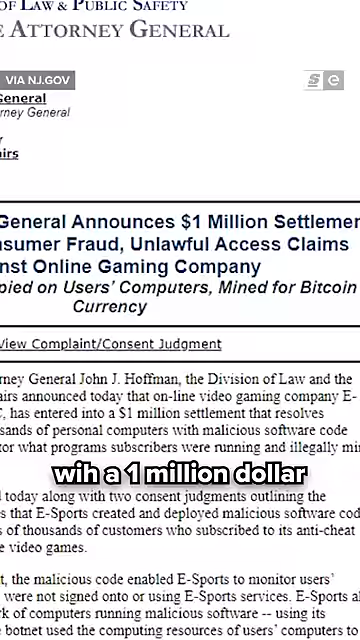 OF LAW & PUBLIC SAFETY
E ATTORNEY GENERAL
VIA NJ.GOV
General
orney General
r
airs
General Announces $1 Million Settlemen
nsumer Fraud, Unlawful Access Claims
inst Online Gaming Company
pied on Users' Computers, Mined for Bitcoin
Currency
View Complaint/Consent Judgment
rney General John J. Hoffman, the Division of Law and the
airs announced today that on-line video gaming company E-
C, has entered into a $1 million settlement that resolves
sands of personal computers with malicious software code
tor what programs subscribers were running and illegally min
wih a 1 million dollar
d today along with two consent judgments outlining the
es that E-Sports created and deployed malicious software cod
s of thousands of customers who subscribed to its anti-cheat
e video games.
t, the malicious code enabled E-Sports to monitor users'
were not signed onto or using E-Sports services. E-Sports al
rk of computers running malicious software -- using its
botnet used the computing resources of users' computers to